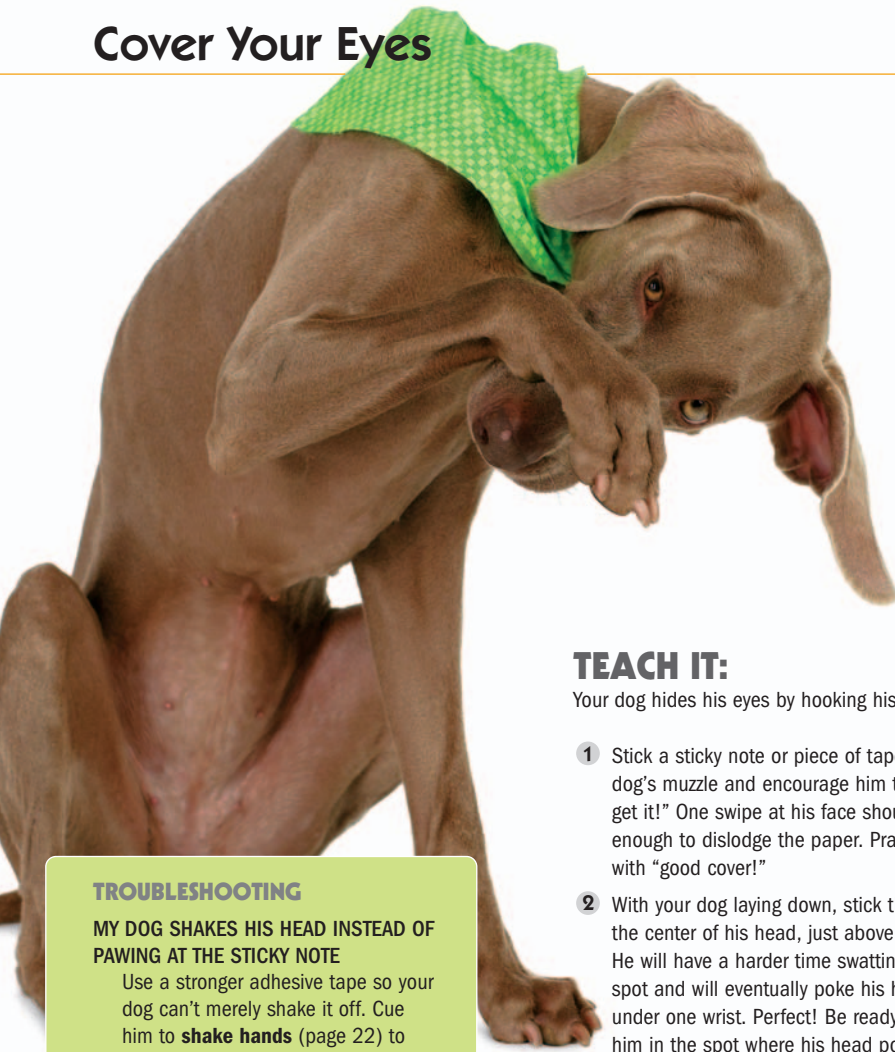 Cover Your Eyes
TEACH IT:
Your dog hides his eyes by hooking his
1 Stick a sticky note or piece of tap
dog’s muzzle and encourage him t
get it!” One swipe at his face shou
enough to dislodge the paper. Pra
with “good cover!”
2 With your dog laying down, stick t
the center of his head, just above
He will have a harder time swattin
spot and will eventually poke his h
under one wrist. Perfect! Be ready
him in the spot where his head po
TROUBLESHOOTING
MY DOG SHAKES HIS HEAD INSTEAD OF
PAWING AT THE STICKY NOTE
Use a stronger adhesive tape so your
dog can’t merely shake it off. Cue
him to shake hands (page 22) to